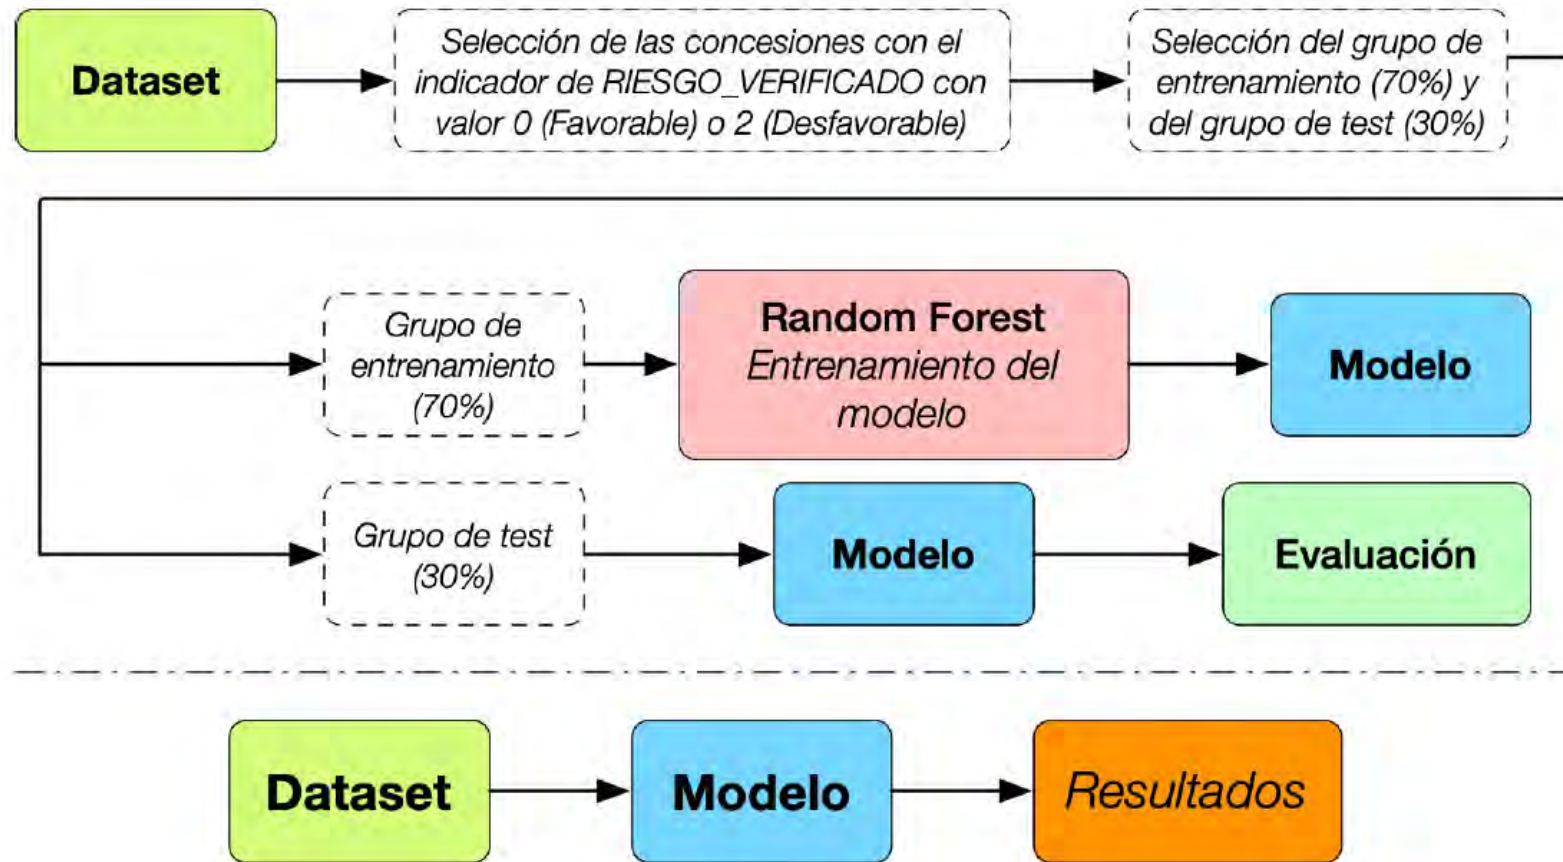 Dataset
Selección de las concesiones con el
indicador de RIESGO_VERIFICADO con
valor 0 (Favorable) o 2 (Desfavorable)
Selección del grupo de
entrenamiento (70%) y
del grupo de test (30%)
Grupo de
entrenamiento
(70%)
Random Forest
Entrenamiento del
modelo
Modelo
Grupo de test
(30%)
Modelo
Evaluación
Dataset
Modelo
Resultados